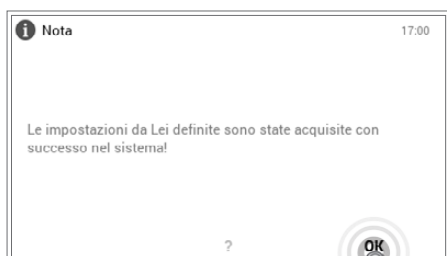 Nota 17:00
Le impostazioni da Lei definite sono state acquisite con
successo nel sistema!
? OK